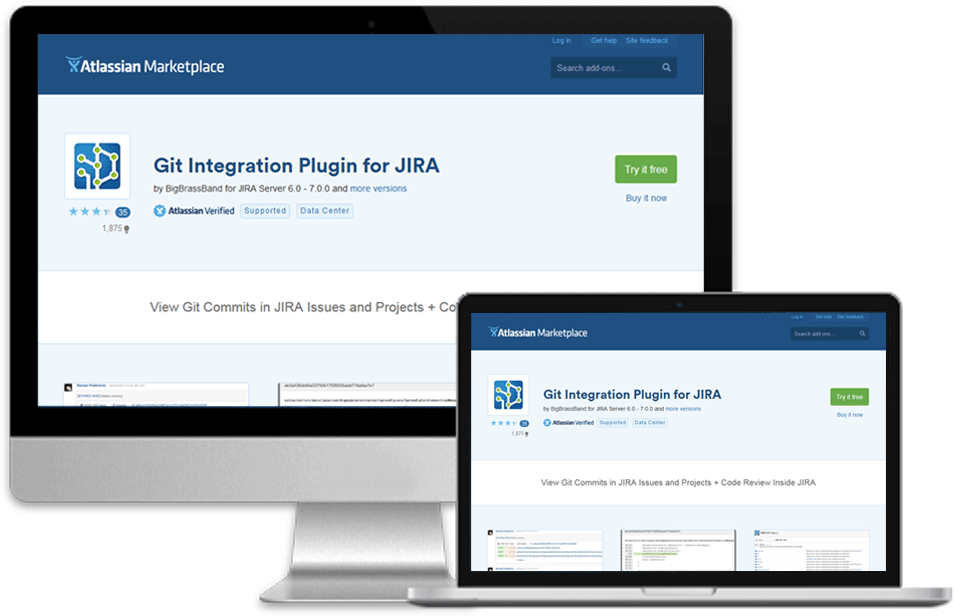 Log in Get help Site feedback
Atlassian Marketplace
Search add-ons...
Git Integration Plugin for JIRA
by BigBrassBand for JIRA Server 6.0 - 7.0.0 and more versions
Try it free
Buy it now
35
Atlassian Verified Supported Data Center
1,875
View Git Commits in JIRA Issues and Projects + Co
Log in Get help Site feedback
Atlassian Marketplace
Search add-ons...
Git Integration Plugin for JIRA
by BigBrassBand for JIRA Server 6.0 - 7.0.0 and more versions
Try it free
Buy it now
35
Atlassian Verified Supported Data Center
1,875
View Git Commits in JIRA Issues and Projects + Code Review Inside JIRA